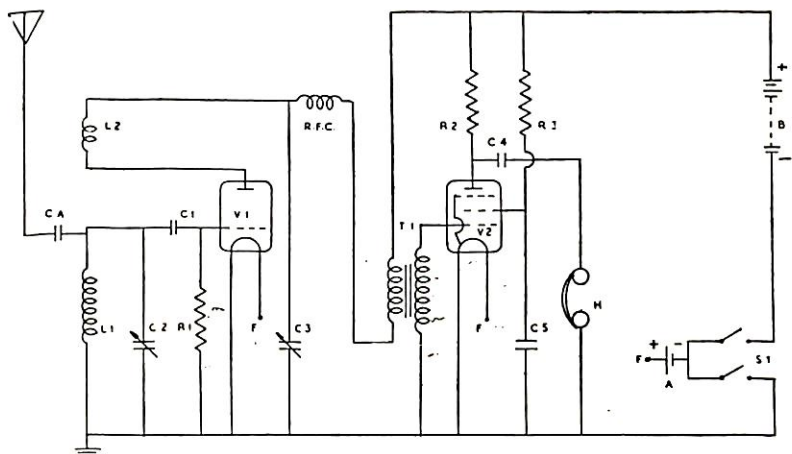 +
B
-
R2
R3
L2
R.F.C.
C4
CA
C1
V1
T1
V2
L1
C2
R1
F
C3
F
C5
H
+ -
F
A
S1